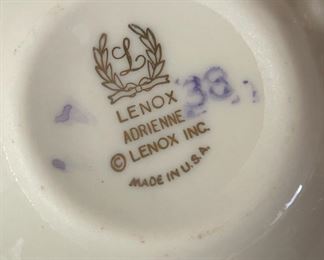 L
LENOX
38
ADRIENNE
© LENOX INC.
MADE IN U.S.A.